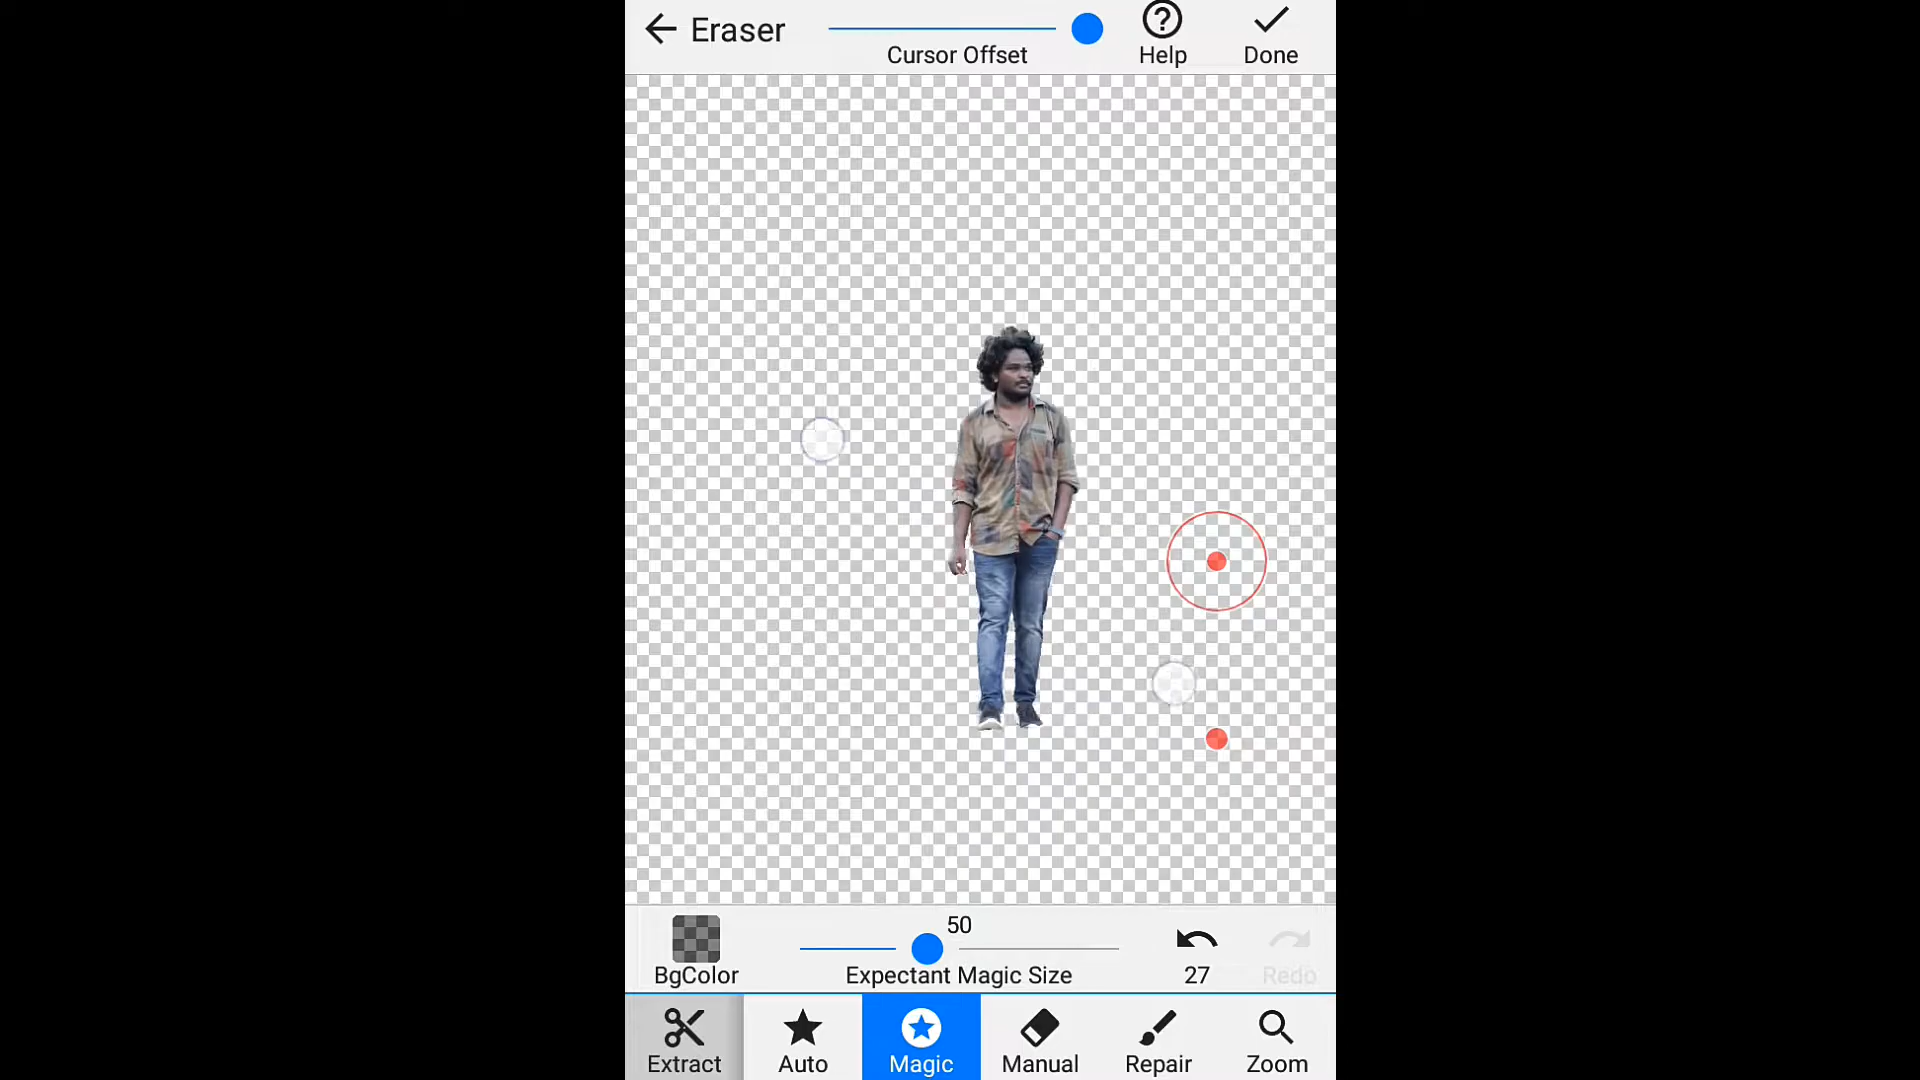 Eraser
Cursor Offset
Help
Done
50
BgColor
Expectant Magic Size
27
Redo
Extract
Auto
Magic
Manual
Repair
Zoom